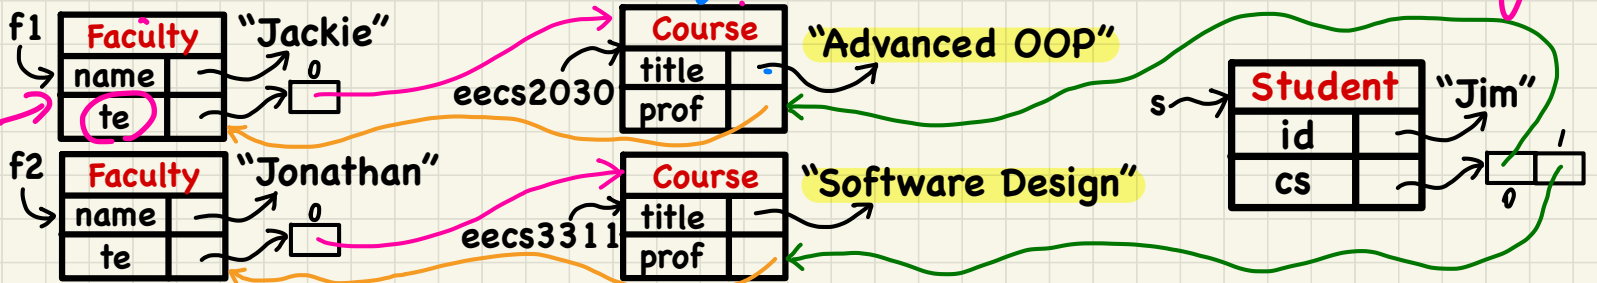 f1
Faculty
"Jackie"
name
0
te
Course
"Advanced OOP"
title
eecs2030
prof
Student
"Jim"
s
id
1
cs
0
f2
Faculty
"Jonathan"
name
0
te
Course
"Software Design"
title
eecs3311
prof